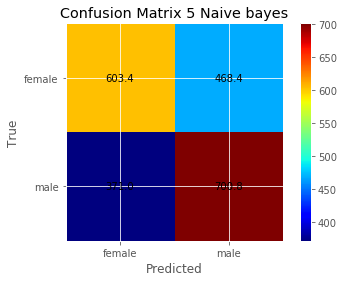 Confusion Matrix 5 Naive bayes
700
650
female
603.4
468.4
600
550
True
500
male
450
400
female
male
Predicted